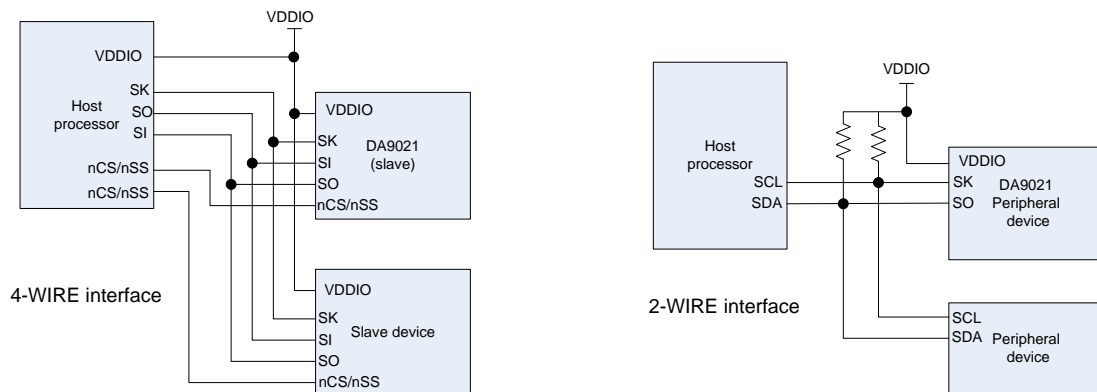 VDDIO
VDDIO
SK
Host
processor
SO
SI
nCS/nSS
nCS/nSS
VDDIO
SK
DA9021
(slave)
SI
SO
nCS/nSS
VDDIO
SK
Slave device
SI
SO
nCS/nSS
4-WIRE interface
VDDIO
Host
processor
SCL
SDA
VDDIO
SK
DA9021
SO
Peripheral
device
SCL
SDA
Peripheral
device
2-WIRE interface